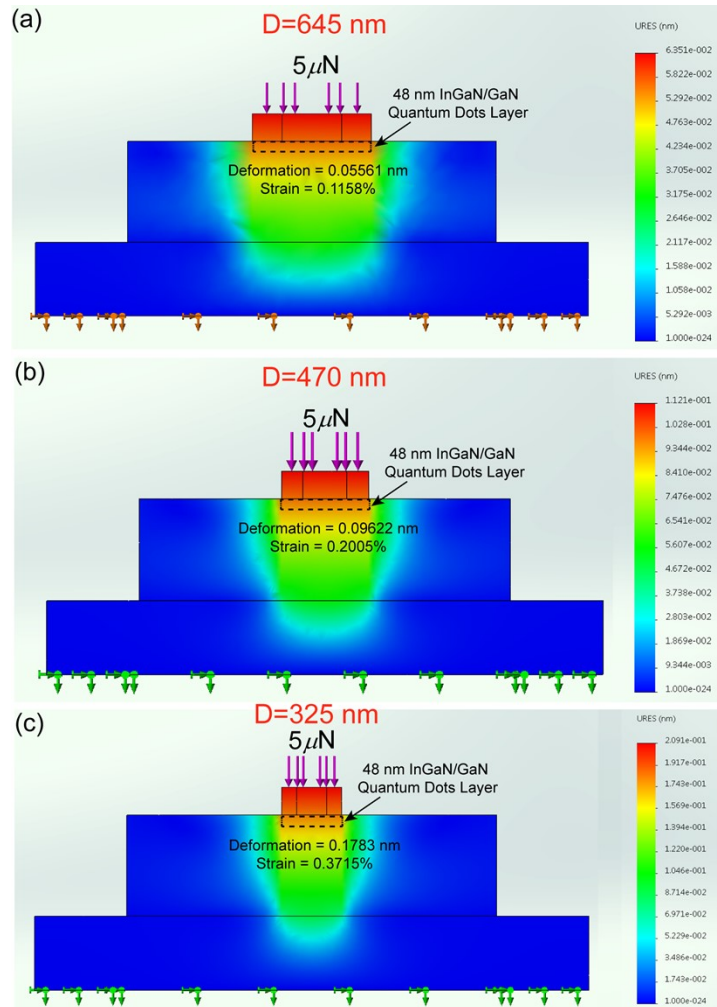 (a)
D=645 nm
5μN
48 nm InGaN/GaN
Quantum Dots Layer
Deformation = 0.05561 nm
Strain = 0.1158%
URES (nm)
6.351e-002
5.822e-002
5.292e-002
4.763e-002
4.234e-002
3.705e-002
3.175e-002
2.646e-002
2.117e-002
1.588e-002
1.058e-002
5.292e-003
1.000e-024
(b)
D=470 nm
5μN
48 nm InGaN/GaN
Quantum Dots Layer
Deformation = 0.09622 nm
Strain = 0.2005%
URES (nm)
1.121e-001
1.028e-001
9.344e-002
8.410e-002
7.476e-002
6.541e-002
5.607e-002
4.672e-002
3.738e-002
2.803e-002
1.869e-002
9.344e-003
1.000e-024
(c)
D=325 nm
5μN
48 nm InGaN/GaN
Quantum Dots Layer
Deformation = 0.1783 nm
Strain = 0.3715%
URES (nm)
2.091e-001
1.917e-001
1.743e-001
1.569e-001
1.394e-001
1.220e-001
1.046e-001
8.714e-002
6.971e-002
5.229e-002
3.486e-002
1.743e-002
1.000e-024